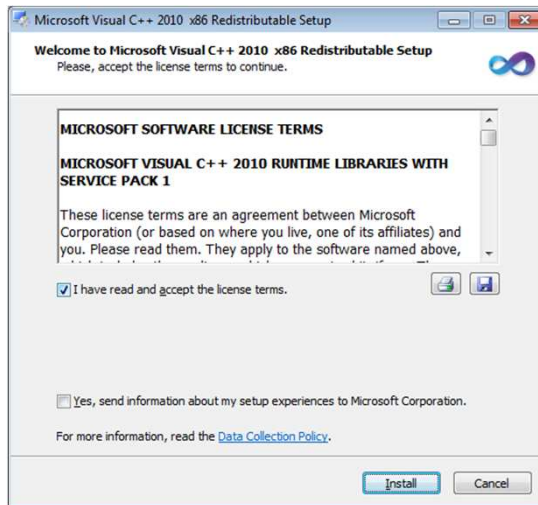 Microsoft Visual C++ 2010  x86 Redistributable Setup
Welcome to Microsoft Visual C++ 2010  x86 Redistributable Setup
Please, accept the license terms to continue.
MICROSOFT SOFTWARE LICENSE TERMS
MICROSOFT VISUAL C++ 2010 RUNTIME LIBRARIES WITH
SERVICE PACK 1
These license terms are an agreement between Microsoft
Corporation (or based on where you live, one of its affiliates) and
you. Please read them. They apply to the software named above,
I have read and accept the license terms.
Yes, send information about my setup experiences to Microsoft Corporation.
For more information, read the Data Collection Policy.
Install
Cancel